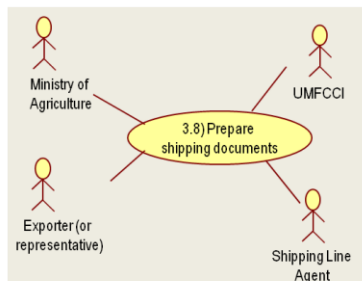 Ministry of
Agriculture
UMFCCI
3.8) Prepare
shipping documents
Exporter (or
representative)
Shipping Line
Agent